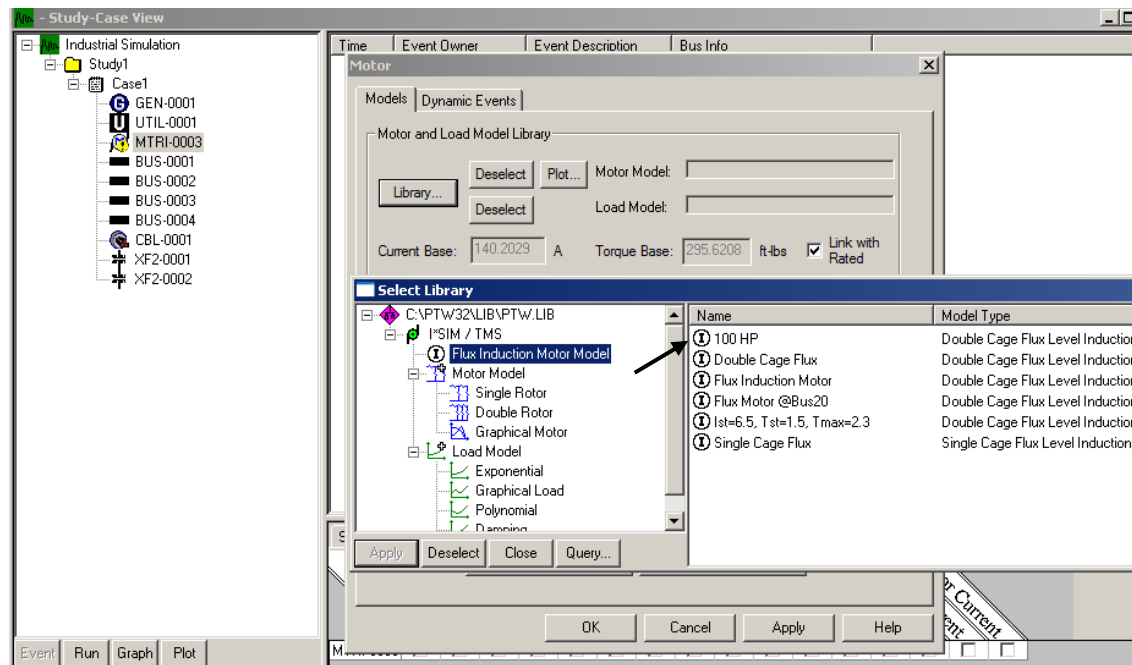 - Study-Case View
Industrial Simulation
Study1
Case1
GEN-0001
UTIL-0001
MTRI-0003
BUS-0001
BUS-0002
BUS-0003
BUS-0004
CBL-0001
XF2-0001
XF2-0002
Event Run Graph Plot
Time Event Owner Event Description Bus Info
Motor
Models Dynamic Events
Motor and Load Model Library
Library... Deselect Plot... Motor Model:
Deselect Load Model:
Current Base: 140.2029 A Torque Base: 295.6208 ft-lbs Link with Rated
Select Library
C:\PTW32\LIB\PTW.LIB
I*SIM / TMS
Flux Induction Motor Model
Motor Model
Single Rotor
Double Rotor
Graphical Motor
Load Model
Exponential
Graphical Load
Polynomial
Damping
Name Model Type
100 HP Double Cage Flux Level Induction
Double Cage Flux Double Cage Flux Level Induction
Flux Induction Motor Double Cage Flux Level Induction
Flux Motor @Bus20 Double Cage Flux Level Induction
Ist=6.5, Tst=1.5, Tmax=2.3 Double Cage Flux Level Induction
Single Cage Flux Single Cage Flux Level Induction
Apply Deselect Close Query...
OK Cancel Apply Help
Current